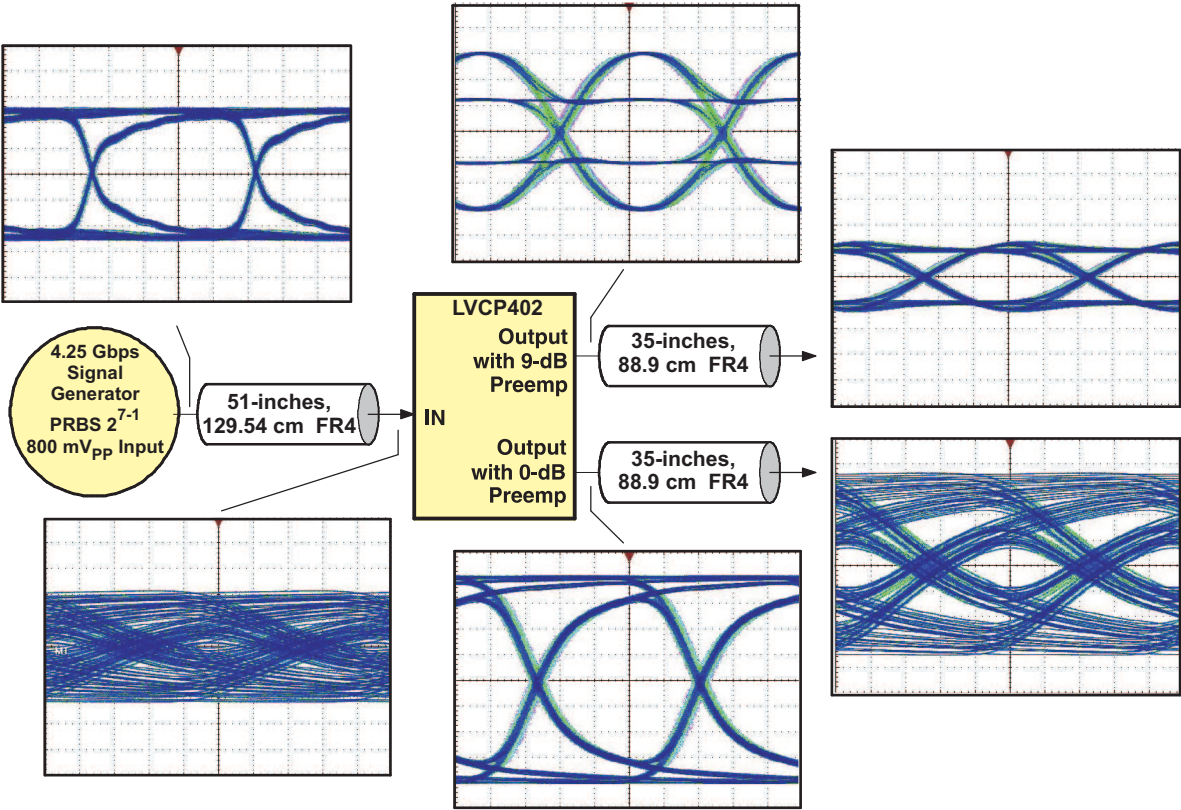 4.25 Gbps
Signal
Generator
PRBS 2^7-1
800 mV_PP Input
51-inches,
129.54 cm  FR4
LVCP402
Output
with 9-dB
Preemp
IN
Output
with 0-dB
Preemp
35-inches,
88.9 cm  FR4
35-inches,
88.9 cm  FR4
M1